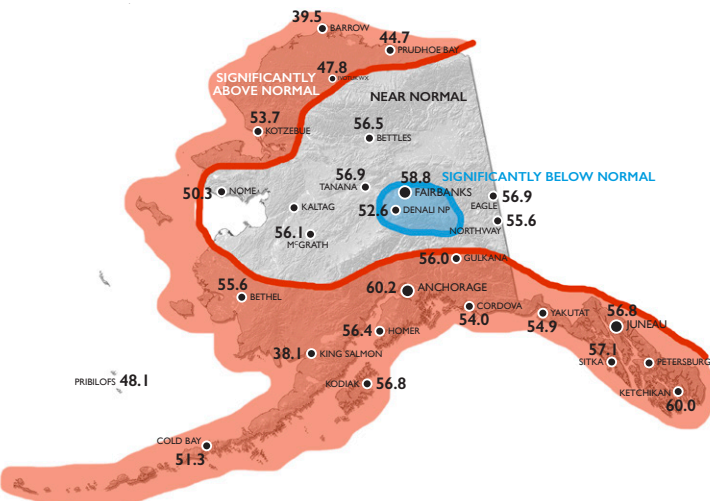 39.5
BARROW
44.7
PRUDHOE BAY
47.8
SIGNIFICANTLY
ABOVE NORMAL
NEAR NORMAL
53.7
KOTZEBUE
56.5
BETTLES
SIGNIFICANTLY BELOW NORMAL
56.9
TANANA
58.8
FAIRBANKS
50.3
NOME
KALTAG
52.6
DENALI NP
56.9
EAGLE
55.6
NORTHWAY
56.1
MCGRATH
56.0
GULKANA
55.6
BETHEL
60.2
ANCHORAGE
CORDOVA
54.0
YAKUTAT
54.9
56.8
JUNEAU
56.4
HOMER
38.1
KING SALMON
57.1
SITKA
PETERSBURG
PRIBILOFS 48.1
KODIAK
56.8
KETCHIKAN
60.0
COLD BAY
51.3